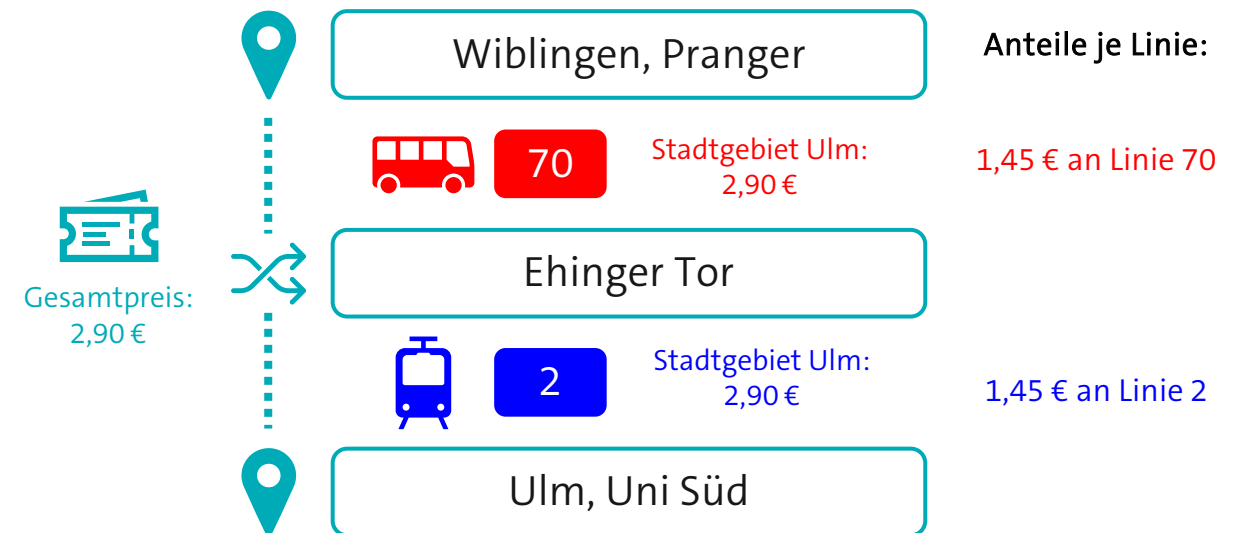 Wiblingen, Pranger
Anteile je Linie:
70
Stadtgebiet Ulm:
2,90 €
1,45 € an Linie 70
Gesamtpreis:
2,90 €
Ehinger Tor
2
Stadtgebiet Ulm:
2,90 €
1,45 € an Linie 2
Ulm, Uni Süd